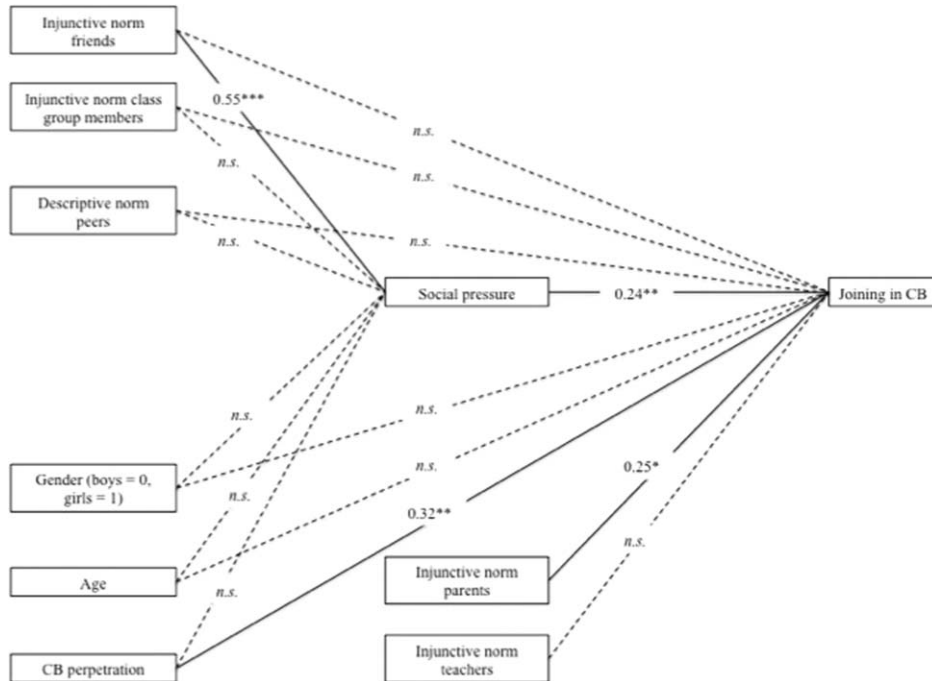 Injunctive norm
friends
0.55***
Injunctive norm class
group members
n.s.
n.s.
n.s.
Descriptive norm
peers
n.s.
n.s.
Social pressure
0.24**
Joining in CB
n.s.
n.s.
Gender (boys = 0,
girls = 1)
n.s.
0.25*
n.s.
0.32**
n.s.
Age
Injunctive norm
parents
n.s.
CB perpetration
Injunctive norm
teachers